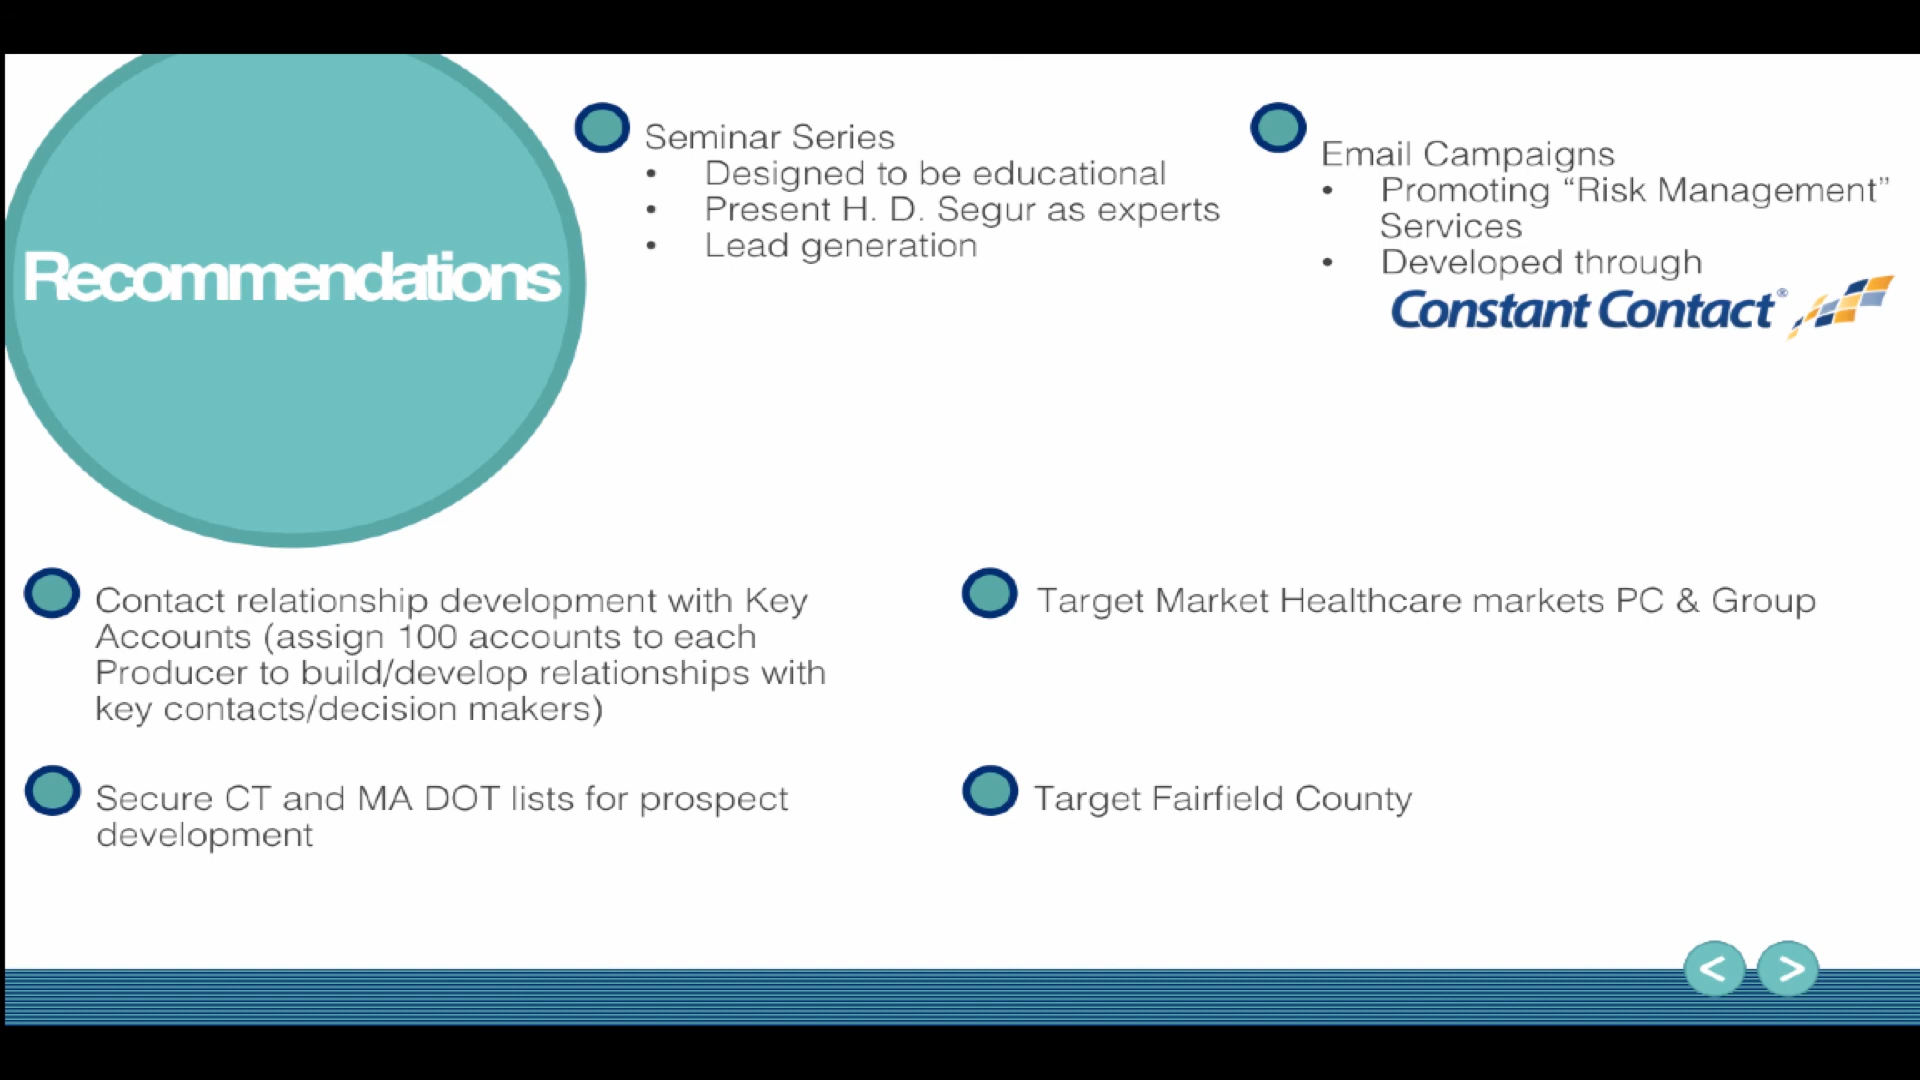 Recommendations
Seminar Series
• Designed to be educational
• Present H. D. Segur as experts
• Lead generation
Email Campaigns
• Promoting “Risk Management”
Services
• Developed through
Constant Contact®
Contact relationship development with Key
Accounts (assign 100 accounts to each
Producer to build/develop relationships with
key contacts/decision makers)
Target Market Healthcare markets PC & Group
Secure CT and MA DOT lists for prospect
development
Target Fairfield County
< >